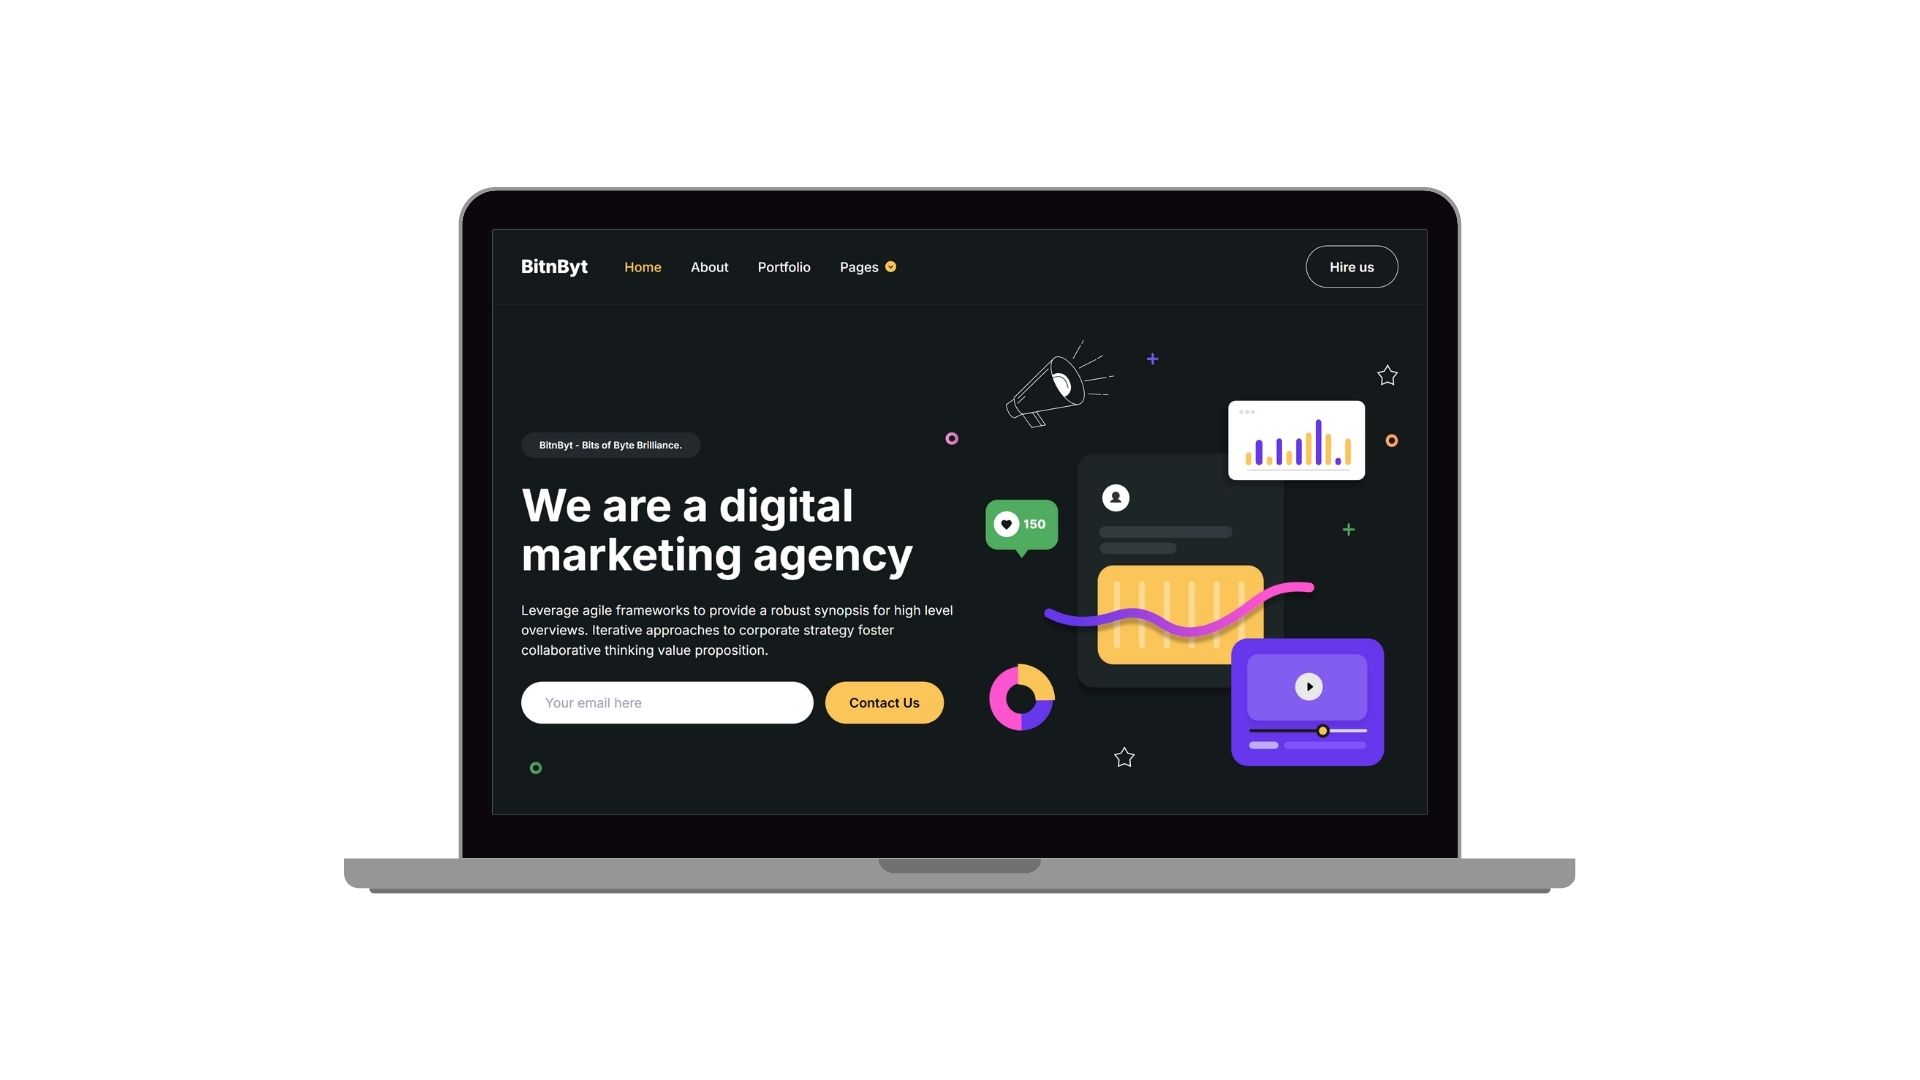 BitnByt
Home
About
Portfolio
Pages
Hire us
BitnByt - Bits of Byte Brilliance.
We are a digital
marketing agency
Leverage agile frameworks to provide a robust synopsis for high level
overviews. Iterative approaches to corporate strategy foster
collaborative thinking value proposition.
Your email here
Contact Us
150